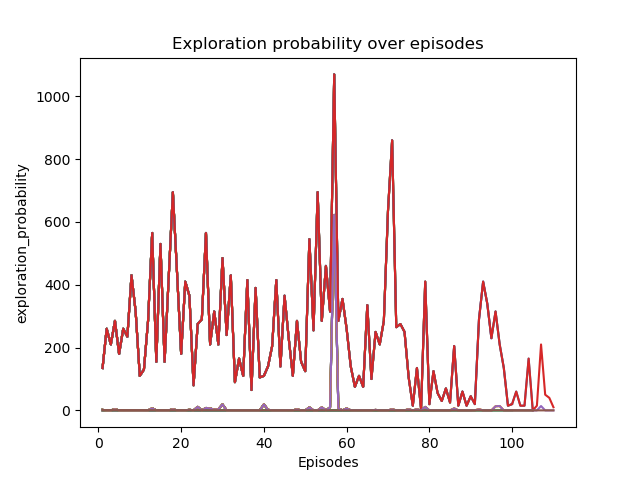 Exploration probability over episodes
exploration_probability
1000
800
600
400
200
0
0 20 40 60 80 100
Episodes